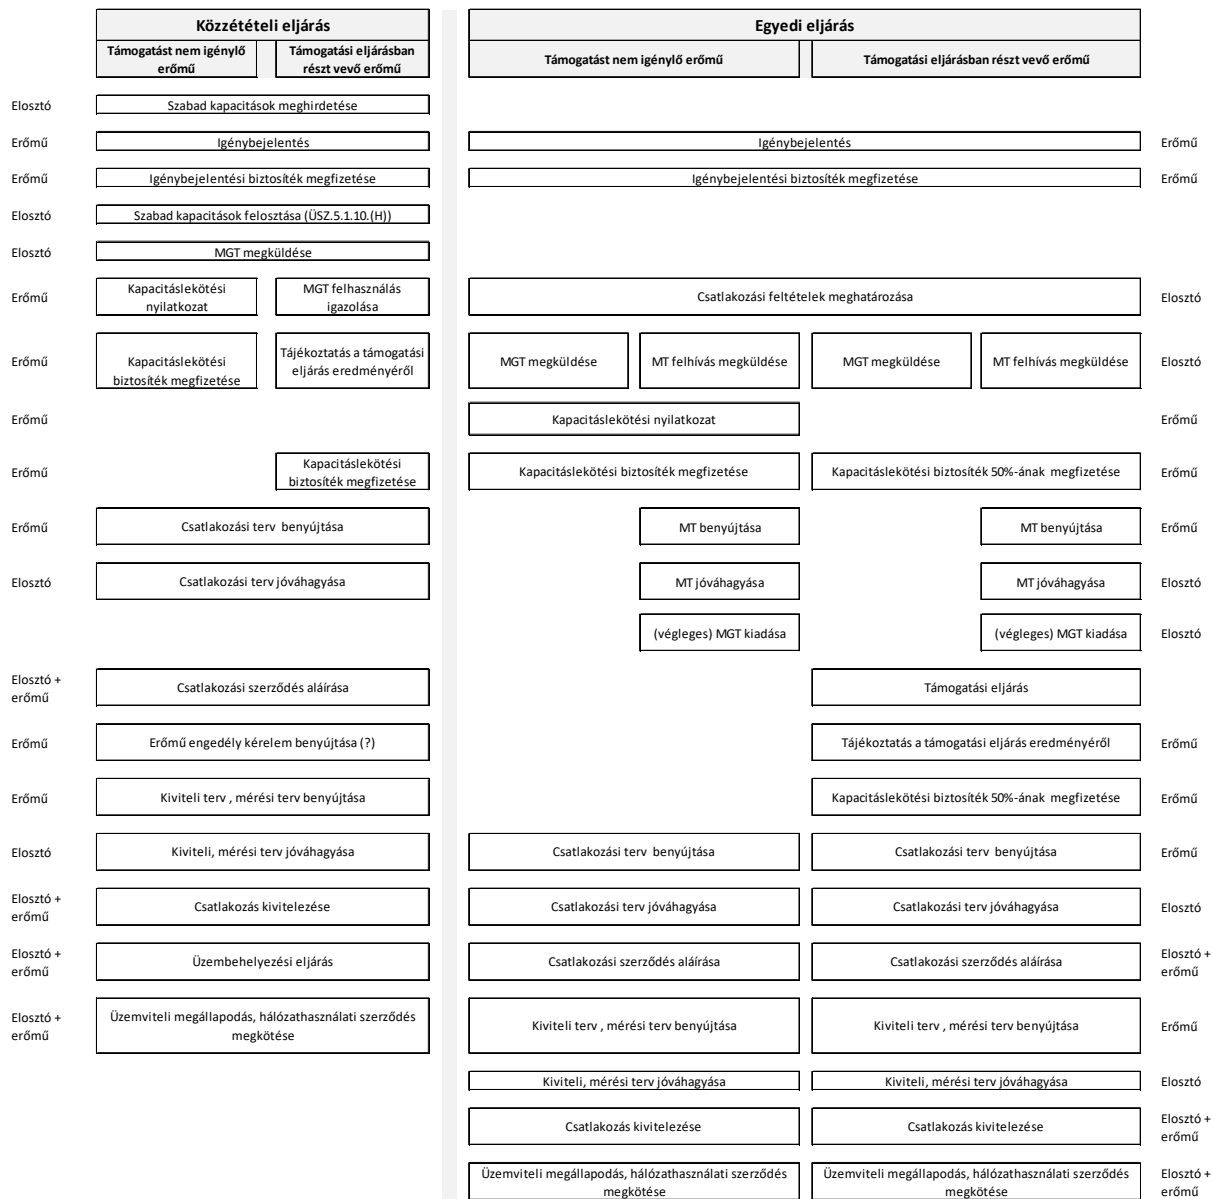 Közzétételi eljárás
Egyedi eljárás
Támogatást nem igénylő
erőmű
Támogatási eljárásban
részt vevő erőmű
Támogatást nem igénylő erőmű
Támogatási eljárásban részt vevő erőmű
Elosztó
Szabad kapacitások meghirdetése
Erőmű
Igénybejelentés
Igénybejelentés
Erőmű
Erőmű
Igénybejelentési biztosíték megfizetése
Igénybejelentési biztosíték megfizetése
Erőmű
Elosztó
Szabad kapacitások felosztása (ÜSZ.5.1.10.(H))
Elosztó
MGT megküldése
Erőmű
Kapacitáslekötési
nyilatkozat
MGT felhasználás
igazolása
Csatlakozási feltételek meghatározása
Elosztó
Erőmű
Kapacitáslekötési
biztosíték megfizetése
Tájékoztatás a támogatási
eljárás eredményéről
MGT megküldése
MT felhívás megküldése
MGT megküldése
MT felhívás megküldése
Elosztó
Erőmű
Kapacitáslekötési nyilatkozat
Erőmű
Erőmű
Kapacitáslekötési
biztosíték megfizetése
Kapacitáslekötési biztosíték megfizetése
Kapacitáslekötési biztosíték 50%-ának megfizetése
Erőmű
Erőmű
Csatlakozási terv benyújtása
MT benyújtása
MT benyújtása
Erőmű
Elosztó
Csatlakozási terv jóváhagyása
MT jóváhagyása
MT jóváhagyása
Elosztó
(végleges) MGT kiadása
(végleges) MGT kiadása
Elosztó
Elosztó +
erőmű
Csatlakozási szerződés aláírása
Támogatási eljárás
Erőmű
Erőmű engedély kérelem benyújtása (?)
Tájékoztatás a támogatási eljárás eredményéről
Erőmű
Erőmű
Kiviteli terv , mérési terv benyújtása
Kapacitáslekötési biztosíték 50%-ának megfizetése
Erőmű
Elosztó
Kiviteli, mérési terv jóváhagyása
Csatlakozási terv benyújtása
Csatlakozási terv benyújtása
Erőmű
Elosztó +
erőmű
Csatlakozás kivitelezése
Csatlakozási terv jóváhagyása
Csatlakozási terv jóváhagyása
Elosztó
Elosztó +
erőmű
Üzembehelyezési eljárás
Csatlakozási szerződés aláírása
Csatlakozási szerződés aláírása
Elosztó +
erőmű
Elosztó +
erőmű
Üzemviteli megállapodás, hálózathasználati szerződés
megkötése
Kiviteli terv , mérési terv benyújtása
Kiviteli terv , mérési terv benyújtása
Erőmű
Kiviteli, mérési terv jóváhagyása
Kiviteli, mérési terv jóváhagyása
Elosztó
Csatlakozás kivitelezése
Csatlakozás kivitelezése
Elosztó +
erőmű
Üzemviteli megállapodás, hálózathasználati szerződés
megkötése
Üzemviteli megállapodás, hálózathasználati szerződés
megkötése
Elosztó +
erőmű